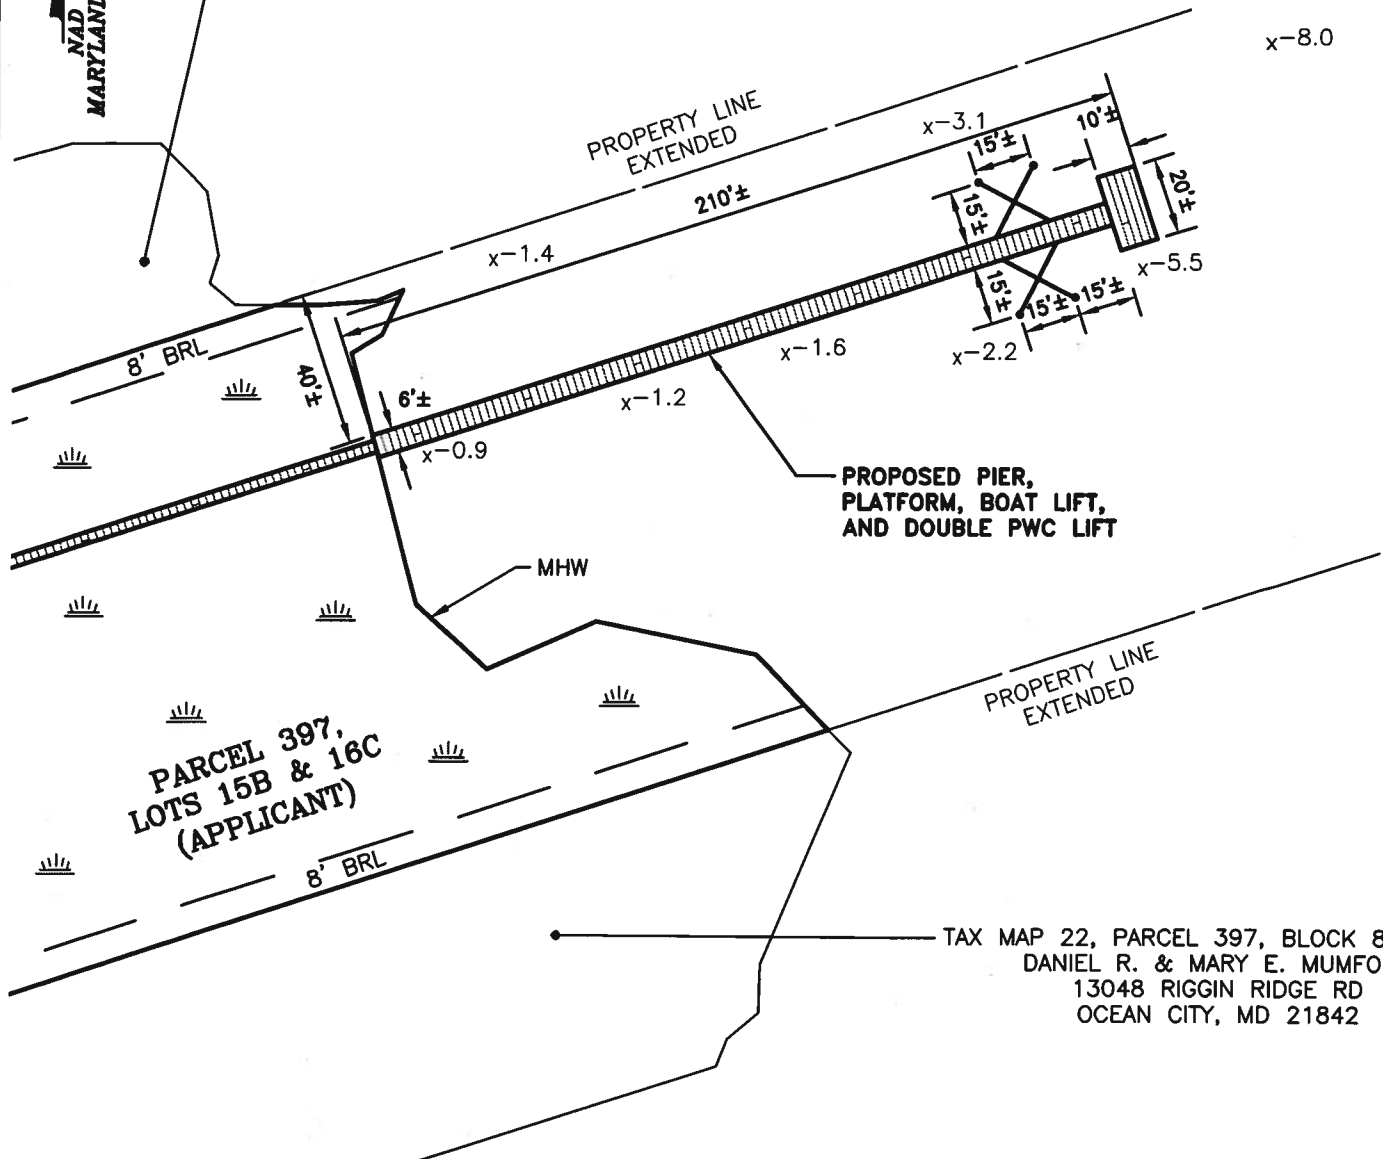 NAD
MARYLAND
x-8.0
PROPERTY LINE
EXTENDED
x-3.1
10'±
15'±
210'±
15'±
20'±
x-1.4
x-5.5
15'±
15'±
15'±
8' BRL
x-1.6
x-2.2
40'±
6'±
x-1.2
x-0.9
PROPOSED PIER,
PLATFORM, BOAT LIFT,
AND DOUBLE PWC LIFT
MHW
PROPERTY LINE
EXTENDED
PARCEL 397,
LOTS 15B & 16C
(APPLICANT)
8' BRL
TAX MAP 22, PARCEL 397, BLOCK 8
DANIEL R. & MARY E. MUMFO
13048 RIGGIN RIDGE RD
OCEAN CITY, MD 21842